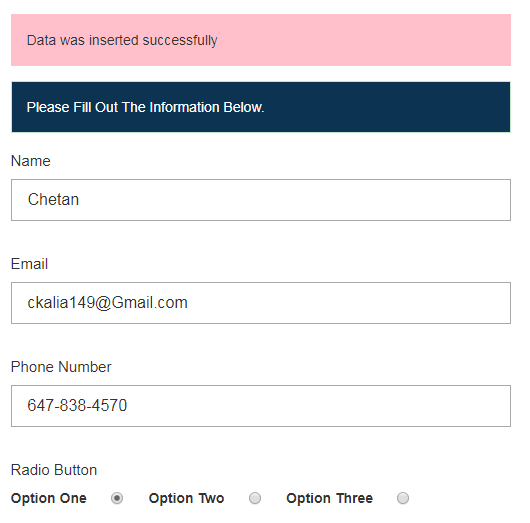 Data was inserted successfully
Please Fill Out The Information Below.
Name
Chetan
Email
ckalia149@Gmail.com
Phone Number
647-838-4570
Radio Button
Option One Option Two Option Three